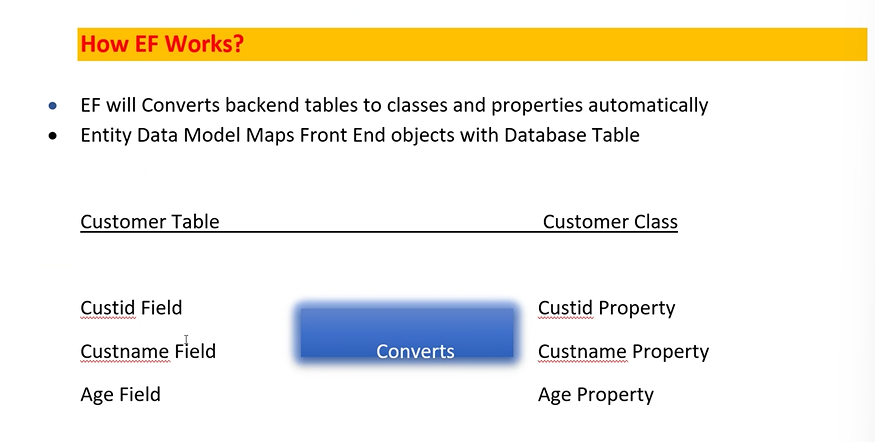 How EF Works?
• EF will Converts backend tables to classes and properties automatically
• Entity Data Model Maps Front End objects with Database Table
Customer Table Customer Class
Custid Field Custid Property
Custname Field Converts Custname Property
Age Field Age Property